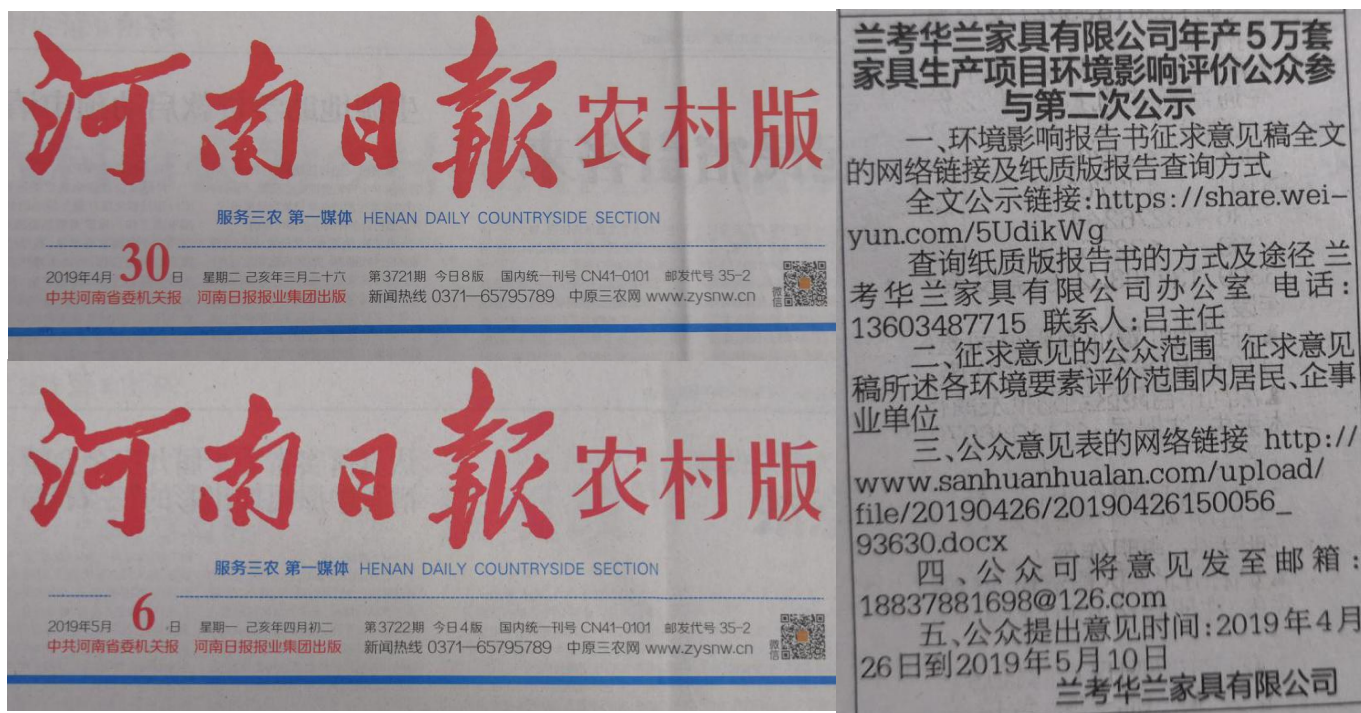 河南日报 农村版
服务三农 第一媒体 HENAN DAILY COUNTRYSIDE SECTION
2019年4月30日 星期二 己亥年三月二十六 第3721期 今日8版 国内统一刊号CN41-0101 邮发代号35-2
中共河南省委机关报 河南日报报业集团出版 新闻热线 0371—65795789 中原三农网 www.zysnw.cn
微信
河南日报 农村版
服务三农 第一媒体 HENAN DAILY COUNTRYSIDE SECTION
2019年5月6日 星期一 己亥年四月初二 第3722期 今日4版 国内统一刊号CN41-0101 邮发代号35-2
中共河南省委机关报 河南日报报业集团出版 新闻热线 0371—65795789 中原三农网 www.zysnw.cn
微信
兰考华兰家具有限公司年产5万套
家具生产项目环境影响评价公众参
与第二次公示
一、环境影响报告书征求意见稿全文
的网络链接及纸质版报告查询方式
全文公示链接:https://share.wei-
yun.com/5UdikWg
查询纸质版报告书的方式及途径 兰
考华兰家具有限公司办公室 电话:
13603487715 联系人:吕主任
二、征求意见的公众范围 征求意见
稿所述各环境要素评价范围内居民、企事
业单位
三、公众意见表的网络链接 http://
www.sanhuanhualan.com/upload/
file/20190426/20190426150056_
93630.docx
四、公众可将意见发至邮箱:
18837881698@126.com
五、公众提出意见时间:2019年4月
26日到2019年5月10日
兰考华兰家具有限公司